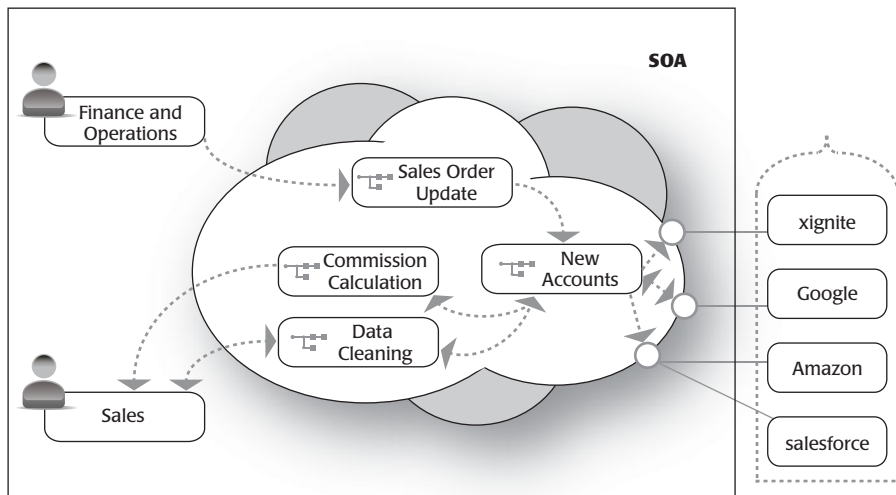 SOA
Finance and
Operations
Sales Order
Update
xignite
Commission
Calculation
New
Accounts
Google
Data
Cleaning
Amazon
Sales
salesforce